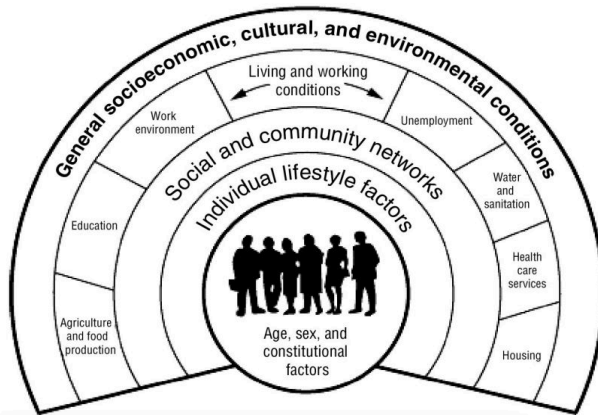 General socioeconomic, cultural, and environmental conditions
Living and working
conditions
Work
environment
Unemployment
Social and community networks
Water
and
sanitation
Individual lifestyle factors
Education
Health
care
services
Agriculture
and food
production
Age, sex, and
constitutional
factors
Housing